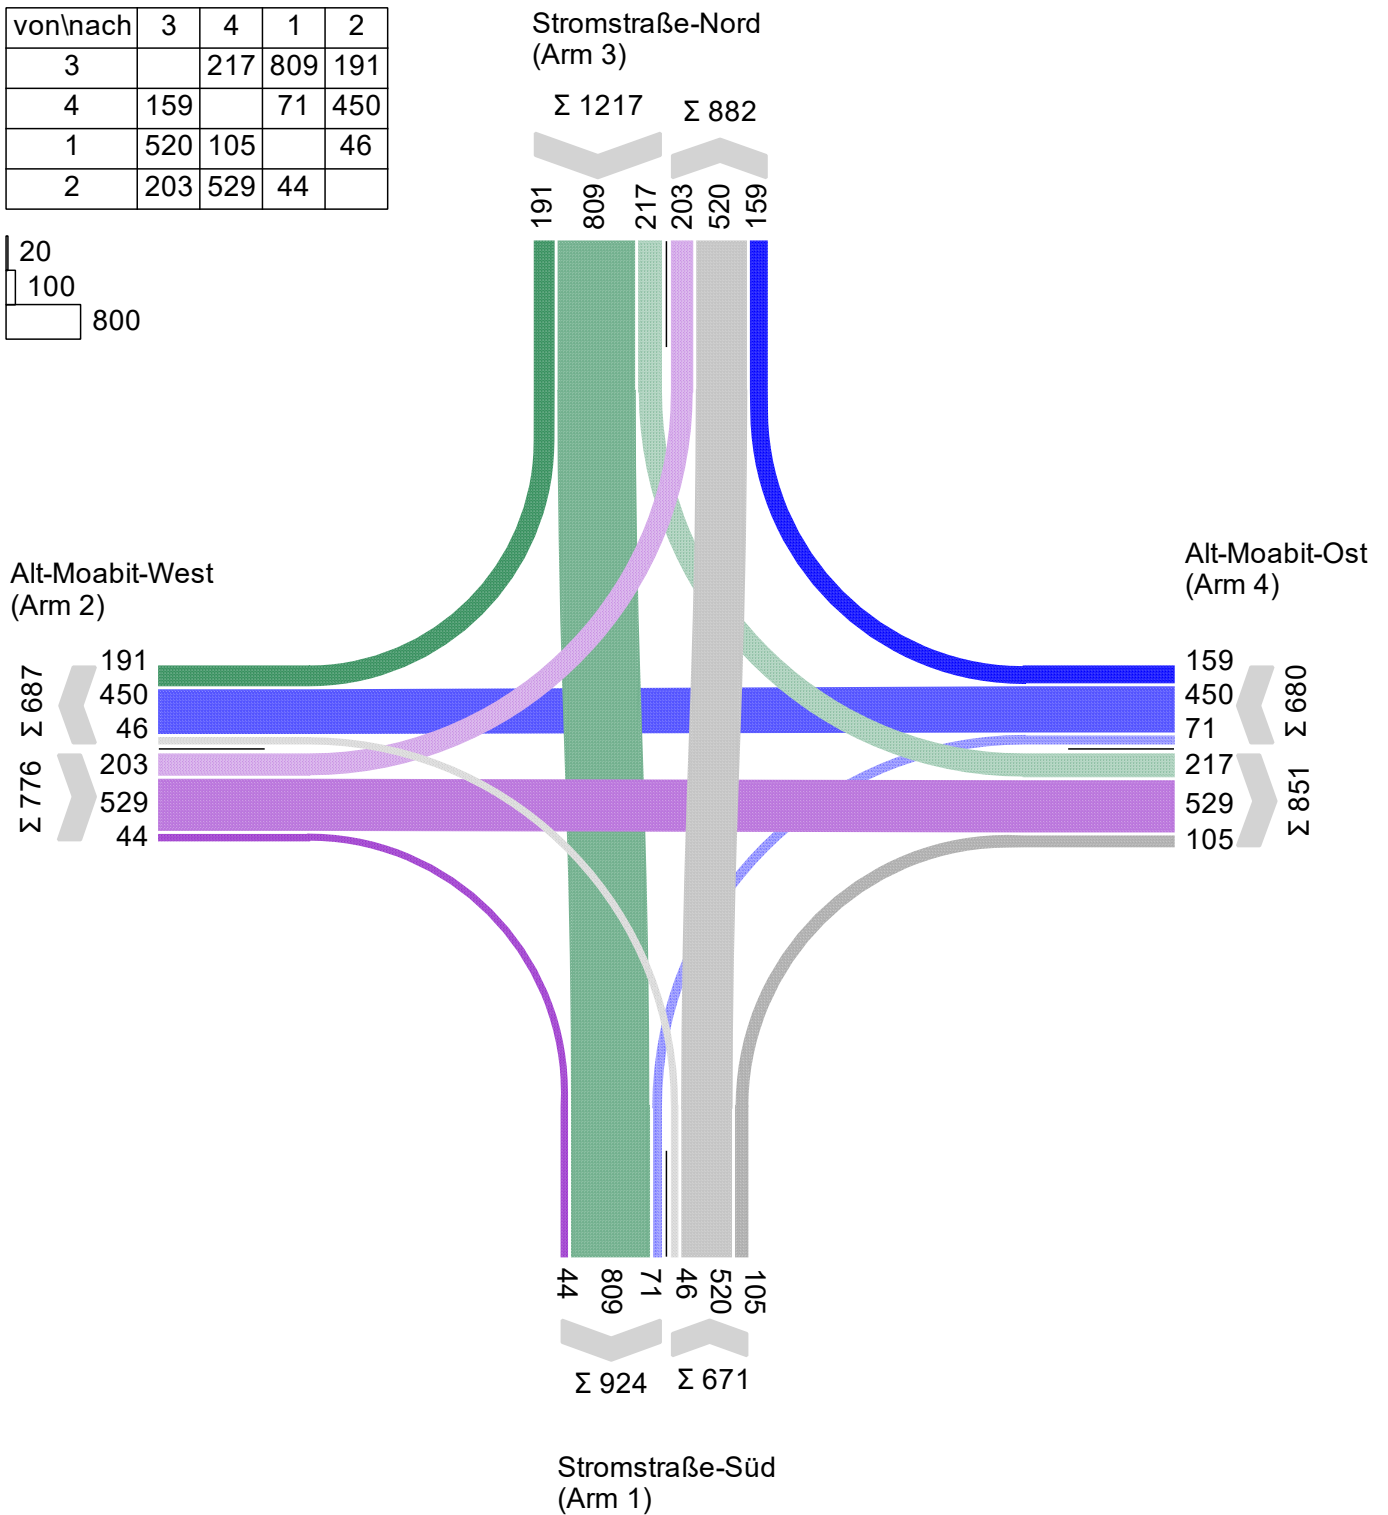 von\nach 3 4 1 2
3 217 809 191
4 159 71 450
1 520 105 46
2 203 529 44
20
100
800
Stromstraße-Nord
(Arm 3)
Σ 1217 Σ 882
191 809 217 203 520 159
Alt-Moabit-West
(Arm 2)
Σ 687
191
450
46
Σ 776
203
529
44
Alt-Moabit-Ost
(Arm 4)
159
450
71
Σ 680
217
529
105
Σ 851
44 809 71 46 520 105
Σ 924 Σ 671
Stromstraße-Süd
(Arm 1)